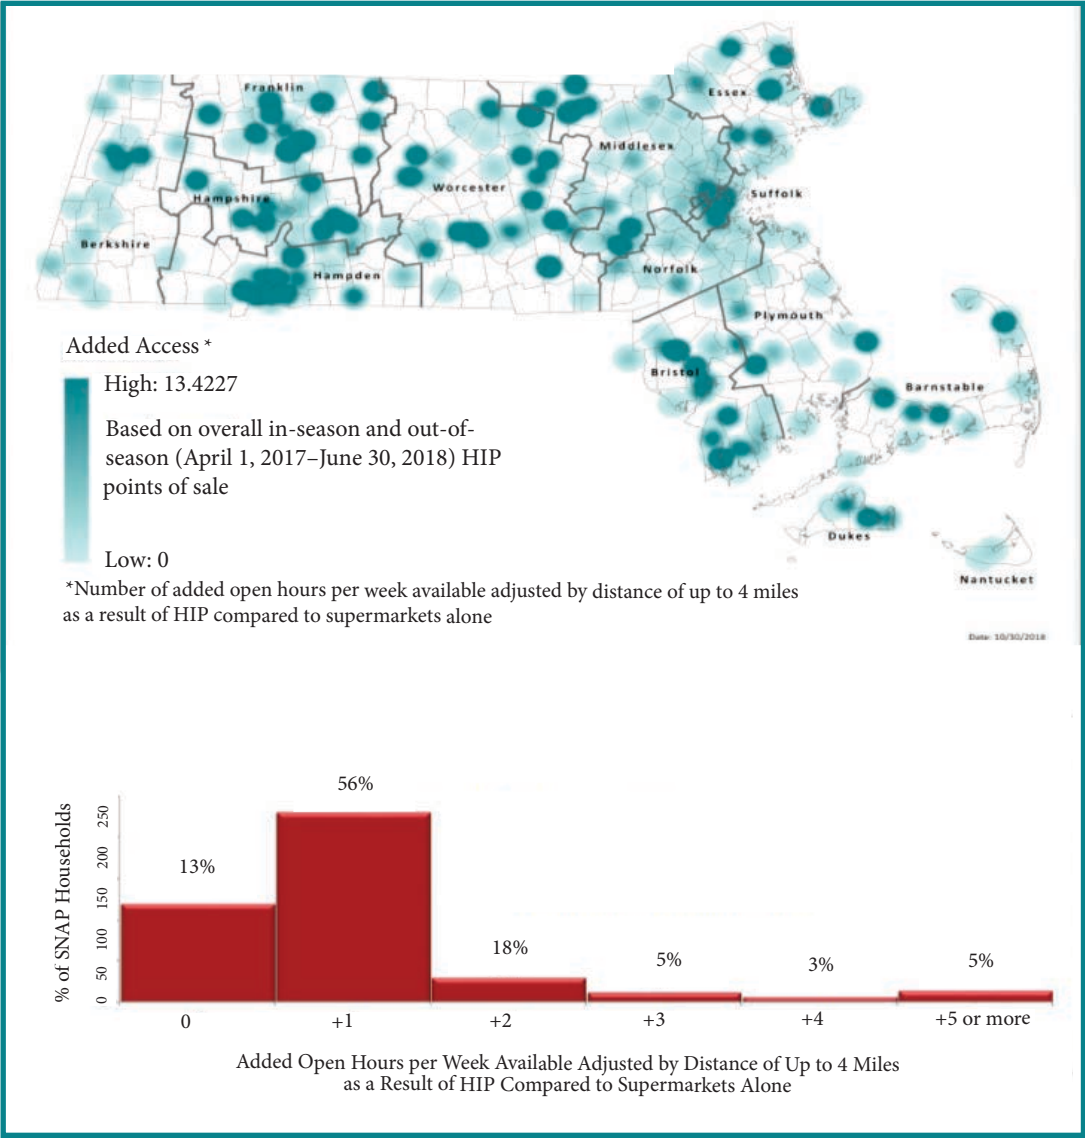 Franklin
Essex
Middlesex
Worcester
Suffolk
Hampshire
Berkshire
Hampden
Norfolk
Plymouth
Bristol
Barnstable
Dukes
Nantucket
Added Access *
High: 13.4227
Based on overall in-season and out-of-
season (April 1, 2017–June 30, 2018) HIP
points of sale
Low: 0
*Number of added open hours per week available adjusted by distance of up to 4 miles
as a result of HIP compared to supermarkets alone
Date: 10/30/2018
% of SNAP Households
250
200
150
100
50
0
13%
56%
18%
5%
3%
5%
0
+1
+2
+3
+4
+5 or more
Added Open Hours per Week Available Adjusted by Distance of Up to 4 Miles
as a Result of HIP Compared to Supermarkets Alone